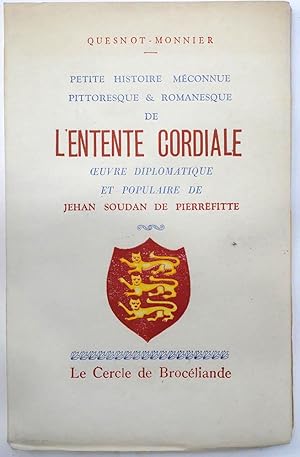 QUESNOT-MONNIER
PETITE HISTOIRE MÉCONNUE
PITTORESQUE & ROMANESQUE
DE
L'ENTENTE CORDIALE
ŒUVRE DIPLOMATIQUE
ET POPULAIRE DE
JEHAN SOUDAN DE PIERREFITTE
Le Cercle de Brocéliande